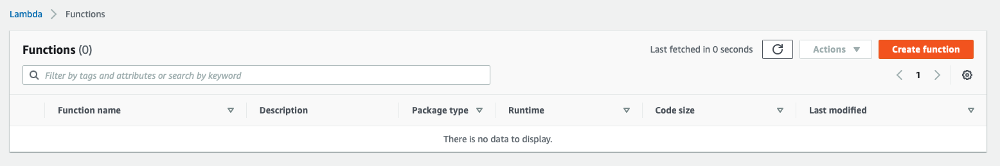 Lambda Functions
Functions (0) Last fetched in 0 seconds Actions Create function
Filter by tags and attributes or search by keyword 1
Function name Description Package type Runtime Code size Last modified
There is no data to display.